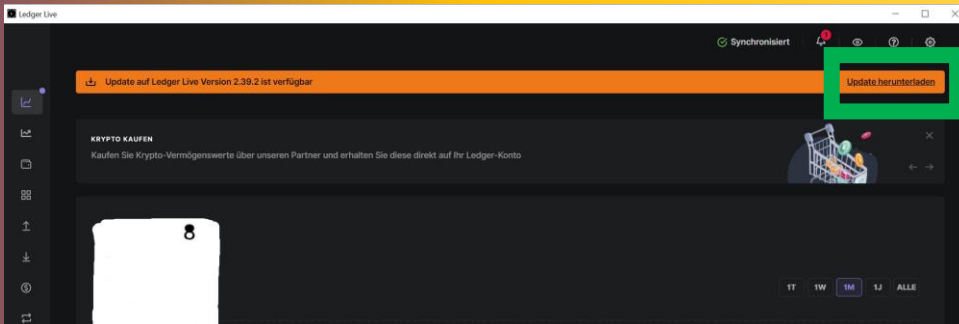 Ledger Live
Synchronisiert
Update auf Ledger Live Version 2.39.2 ist verfügbar
Update herunterladen
KRYPTO KAUFEN
Kaufen Sie Krypto-Vermögenswerte über unseren Partner und erhalten Sie diese direkt auf Ihr Ledger-Konto
8
1T 1W 1M 1J ALLE